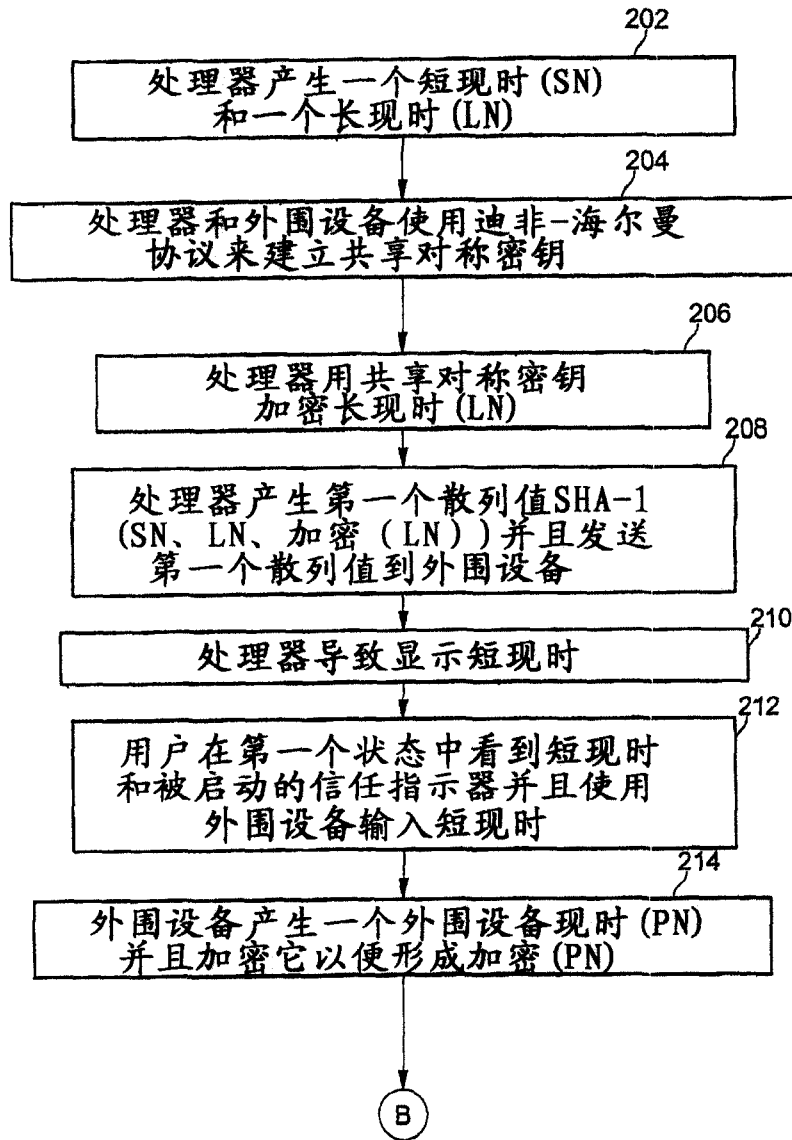 202
处理器产生一个短现时(SN)
和一个长现时(LN)
204
处理器和外围设备使用迪非-海尔曼
协议来建立共享对称密钥
206
处理器用共享对称密钥
加密长现时(LN)
208
处理器产生第一个散列值SHA-1
(SN、LN、加密(LN))并且发送
第一个散列值到外围设备
210
处理器导致显示短现时
212
用户在第一个状态中看到短现时
和被启动的信任指示器并且使用
外围设备输入短现时
214
外围设备产生一个外围设备现时(PN)
并且加密它以便形成加密(PN)
B